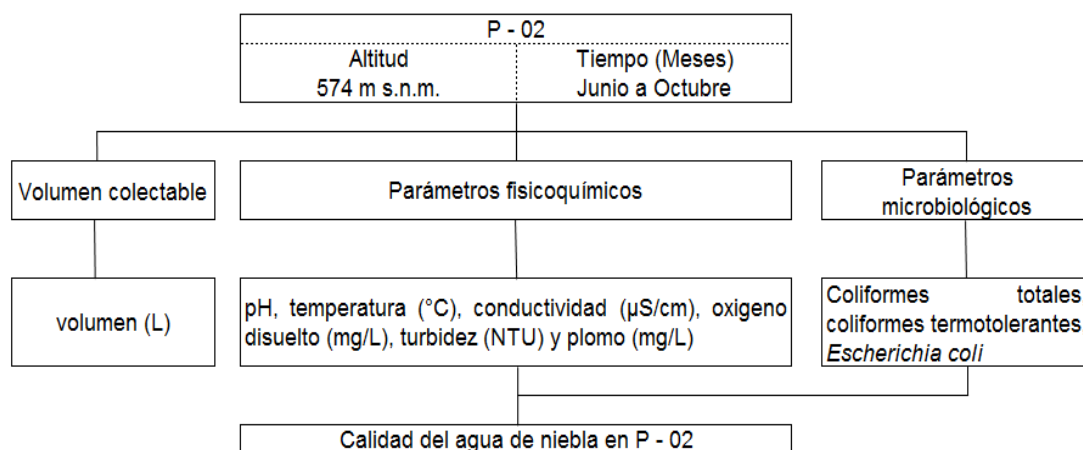 P - 02
Altitud
574 m s.n.m.
Tiempo (Meses)
Junio a Octubre
Volumen colectable
Parámetros fisicoquímicos
Parámetros
microbiológicos
volumen (L)
pH, temperatura (°C), conductividad (µS/cm), oxigeno
disuelto (mg/L), turbidez (NTU) y plomo (mg/L)
Coliformes totales
coliformes termotolerantes
Escherichia coli
Calidad del agua de niebla en P - 02